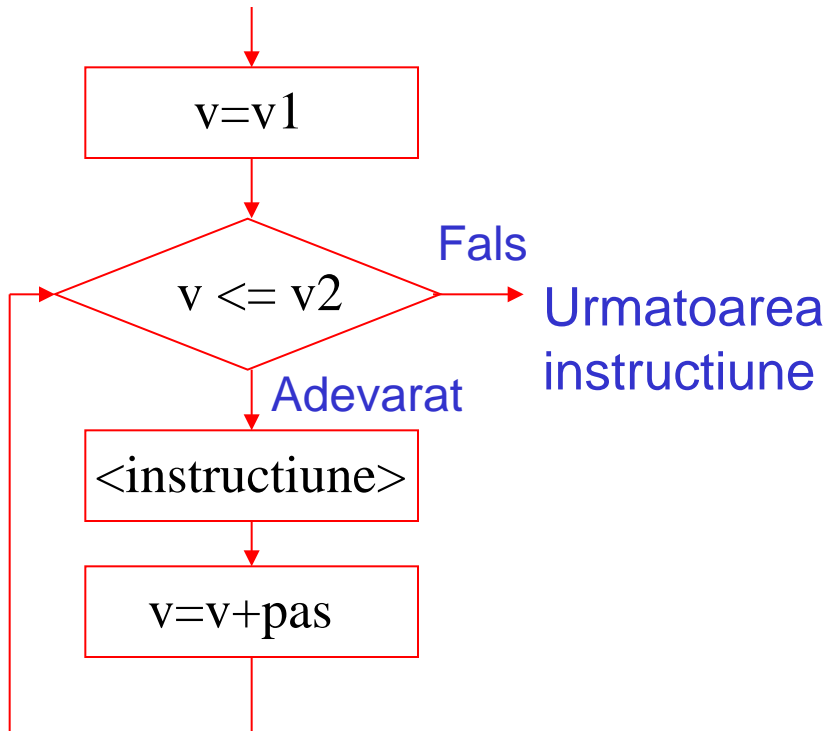 v=v1
Fals
v <= v2
Urmatoarea
instructiune
Adevarat
<instructiune>
v=v+pas